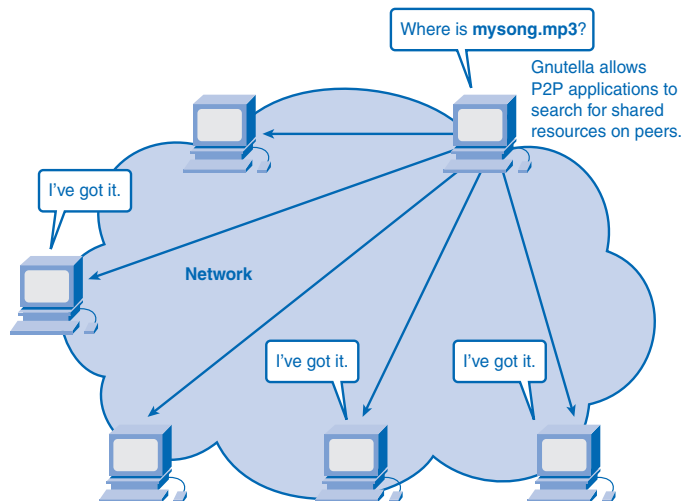 Where is mysong.mp3?
Gnutella allows
P2P applications to
search for shared
resources on peers.
I've got it.
Network
I've got it.
I've got it.